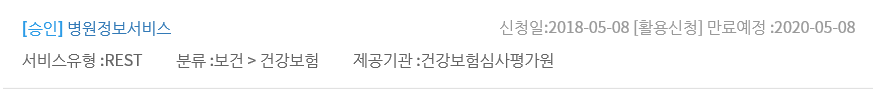 [승인] 병원정보서비스 신청일:2018-05-08 [활용신청] 만료예정 :2020-05-08
서비스유형 :REST 분류 :보건 > 건강보험 제공기관 :건강보험심사평가원